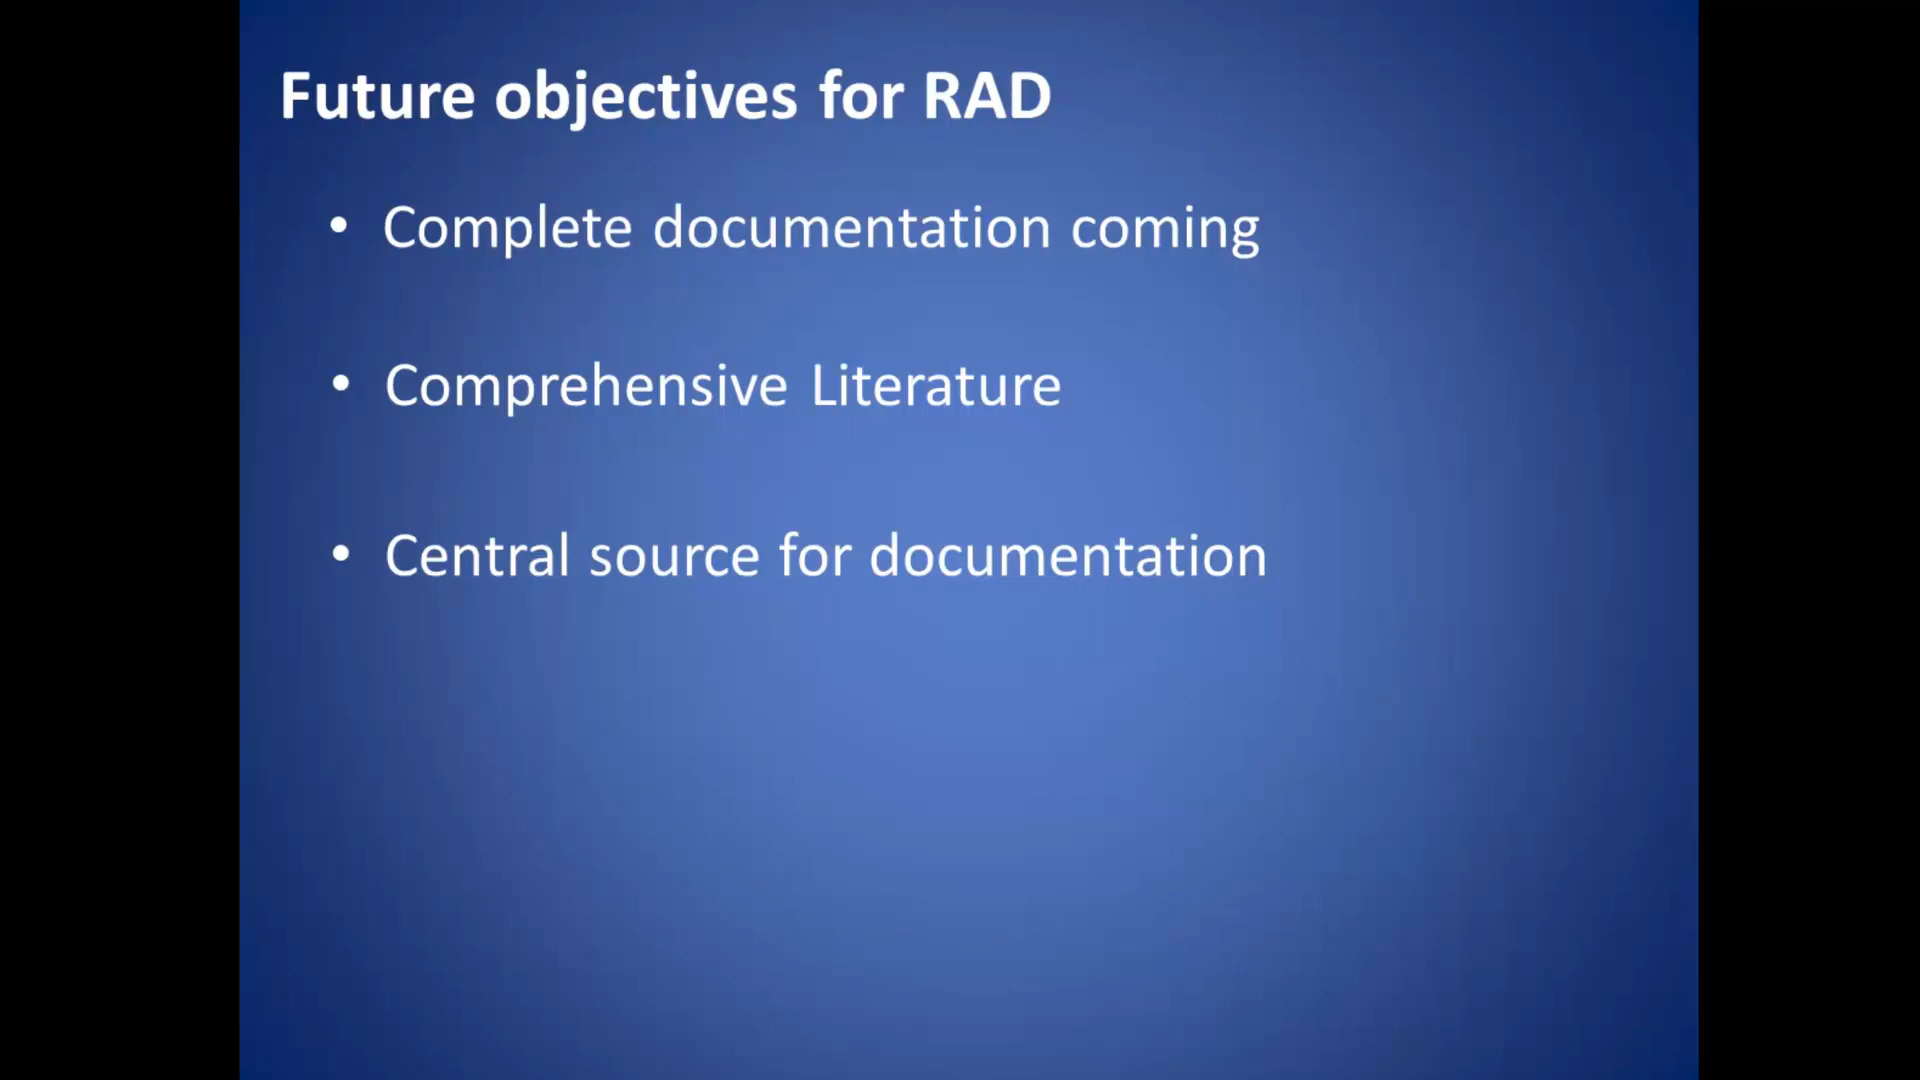 Future objectives for RAD
• Complete documentation coming
• Comprehensive Literature
• Central source for documentation